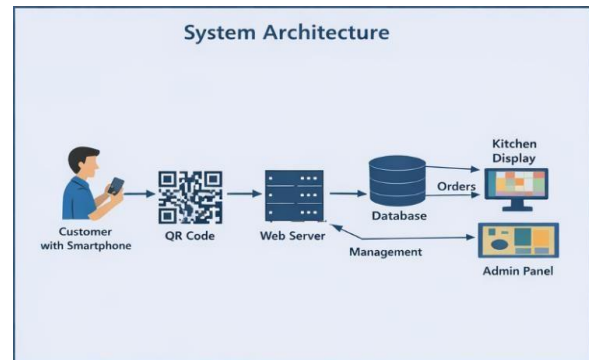 System Architecture
Kitchen
Display
Orders
Database
Customer
with Smartphone
QR Code
Web Server
Management
Admin Panel